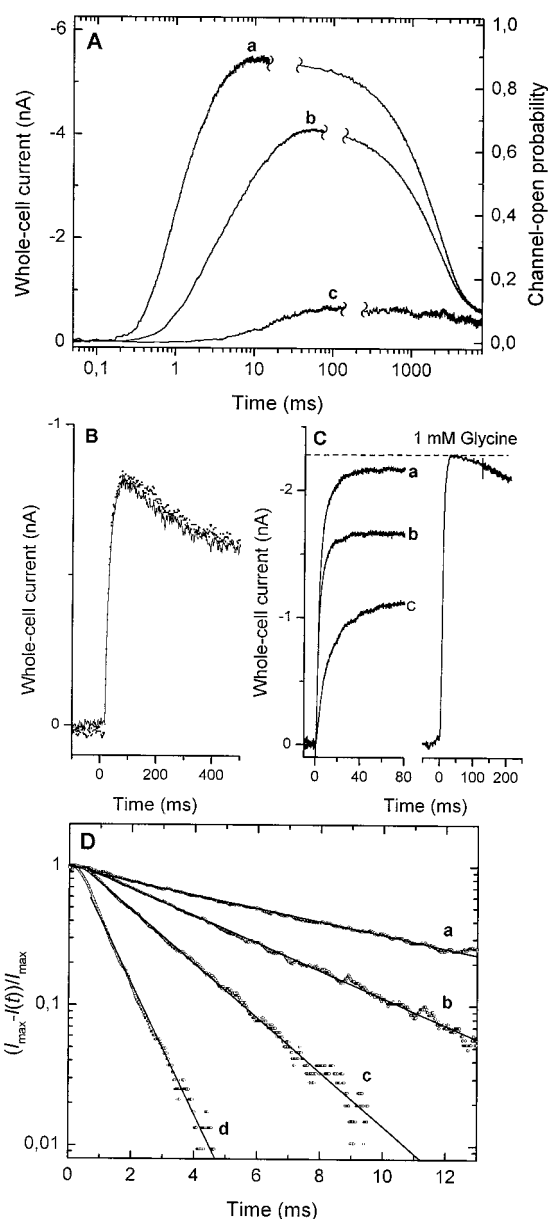 A
Whole-cell current (nA)
-6
-4
-2
0
a
b
c
1,0
0,8
0,6
0,4
0,2
0,0
Channel-open probability
0,1 1 10 100 1000
Time (ms)
B
Whole-cell current (nA)
-1
0
0 200 400
Time (ms)
C
1 mM Glycine
Whole-cell current (nA)
-2
-1
0
a
b
c
0 40 80
0 100 200
Time (ms)
D
(Imax-I(t))/Imax
1
0,1
0,01
a
b
c
d
0 2 4 6 8 10 12
Time (ms)